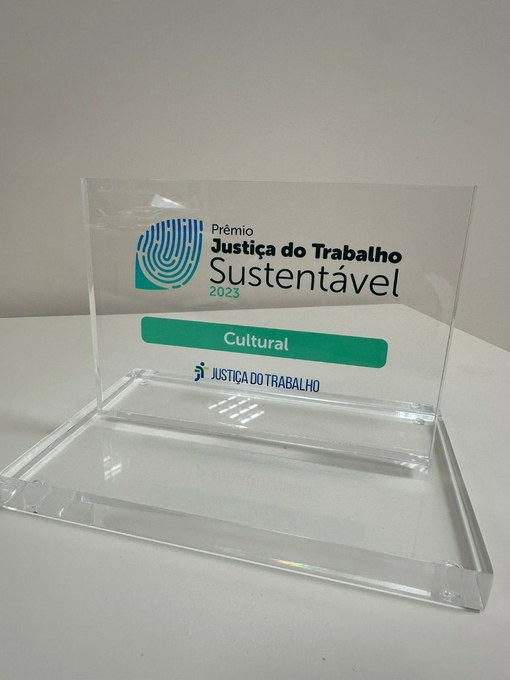 Prêmio
Justiça do Trabalho
Sustentável
2023
Cultural
JUSTIÇA DO TRABALHO